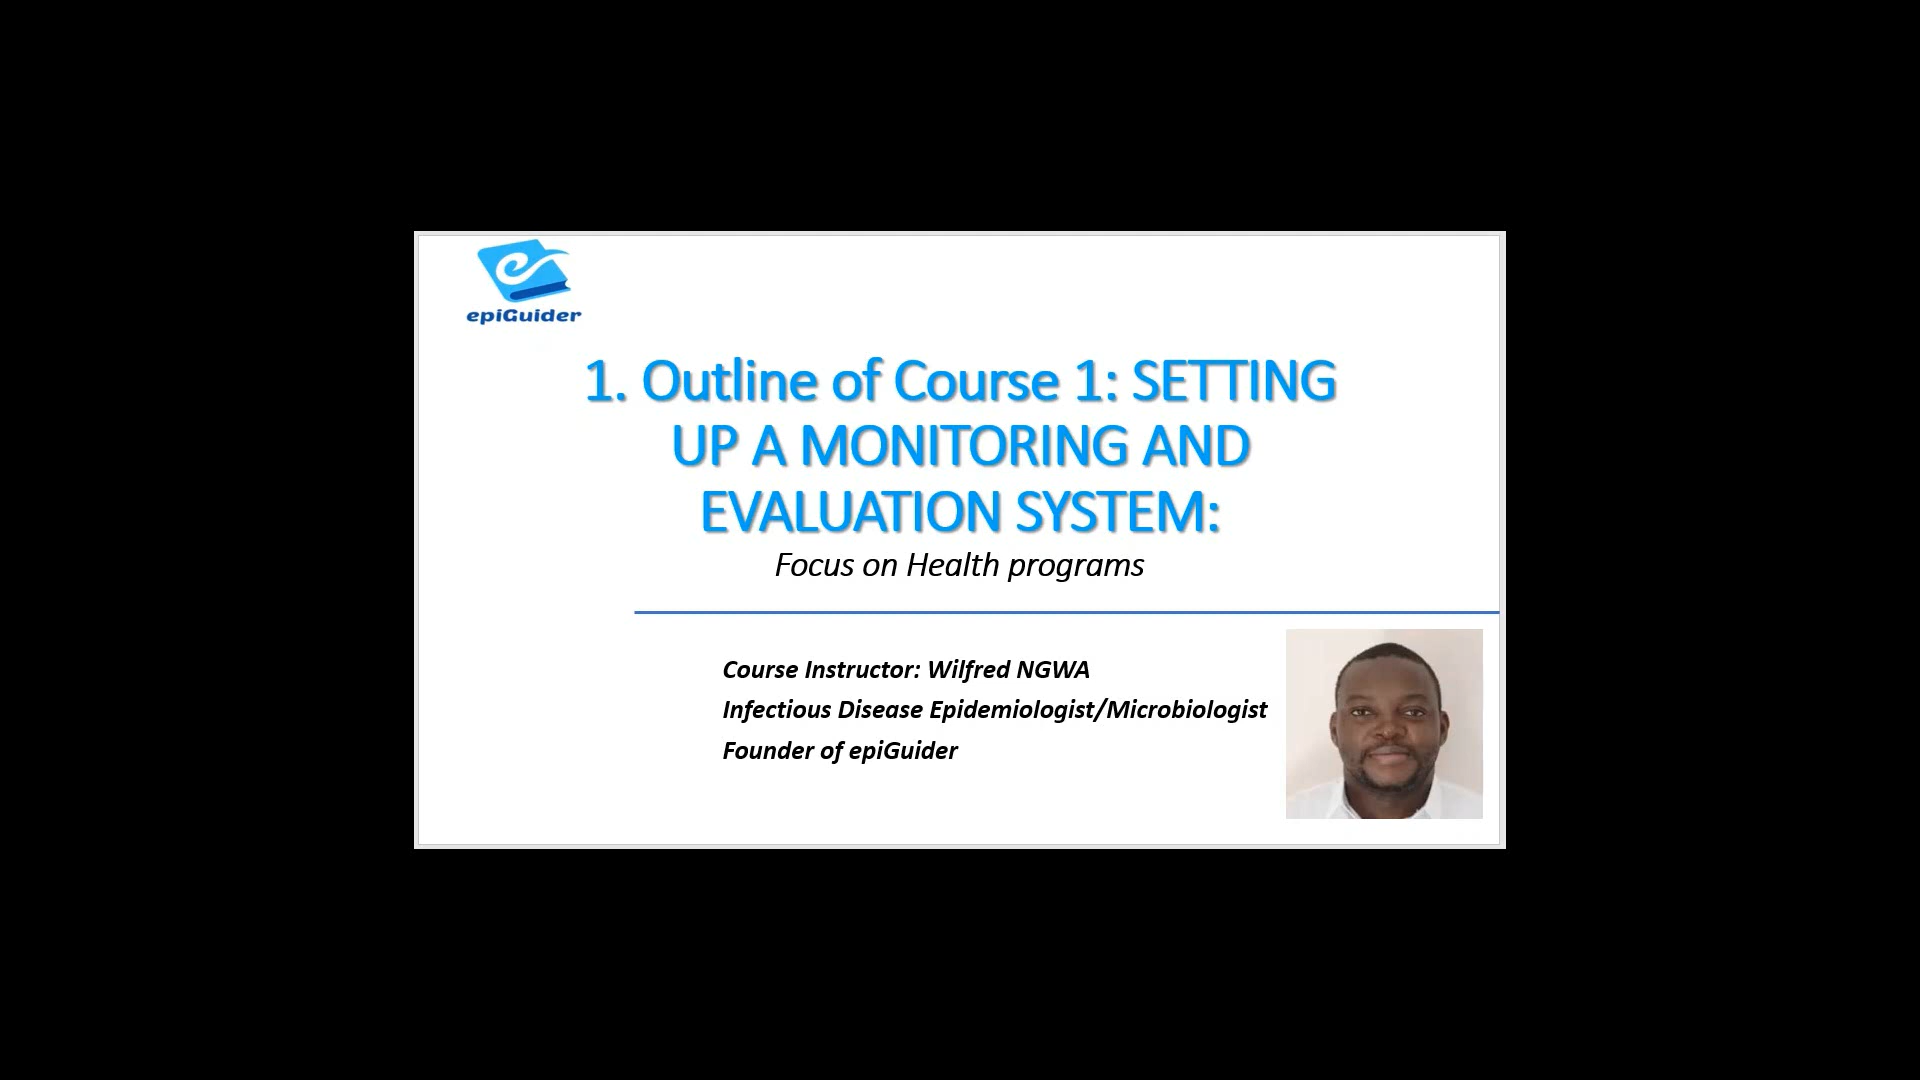 epiGuider
1. Outline of Course 1: SETTING
UP A MONITORING AND
EVALUATION SYSTEM:
Focus on Health programs
Course Instructor: Wilfred NGWA
Infectious Disease Epidemiologist/Microbiologist
Founder of epiGuider